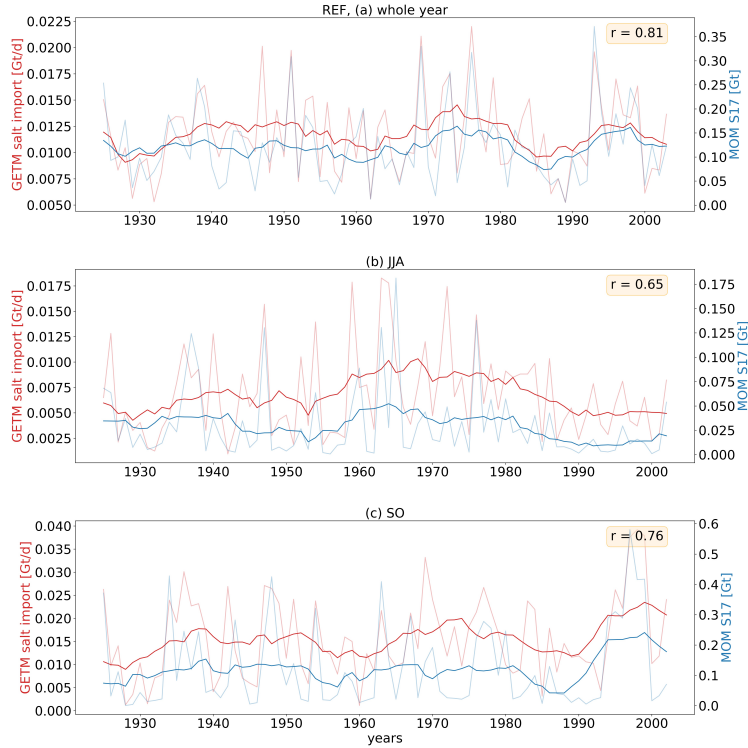 REF, (a) whole year
r = 0.81
GETM salt import [Gt/d]
0.0225
0.0200
0.0175
0.0150
0.0125
0.0100
0.0075
0.0050
MOM S17 [Gt]
0.35
0.30
0.25
0.20
0.15
0.10
0.05
0.00
1930 1940 1950 1960 1970 1980 1990 2000
(b) JJA
r = 0.65
GETM salt import [Gt/d]
0.0175
0.0150
0.0125
0.0100
0.0075
0.0050
0.0025
MOM S17 [Gt]
0.175
0.150
0.125
0.100
0.075
0.050
0.025
0.000
1930 1940 1950 1960 1970 1980 1990 2000
(c) SO
r = 0.76
GETM salt import [Gt/d]
0.040
0.035
0.030
0.025
0.020
0.015
0.010
0.005
0.000
MOM S17 [Gt]
0.6
0.5
0.4
0.3
0.2
0.1
0.0
1930 1940 1950 1960 1970 1980 1990 2000
years